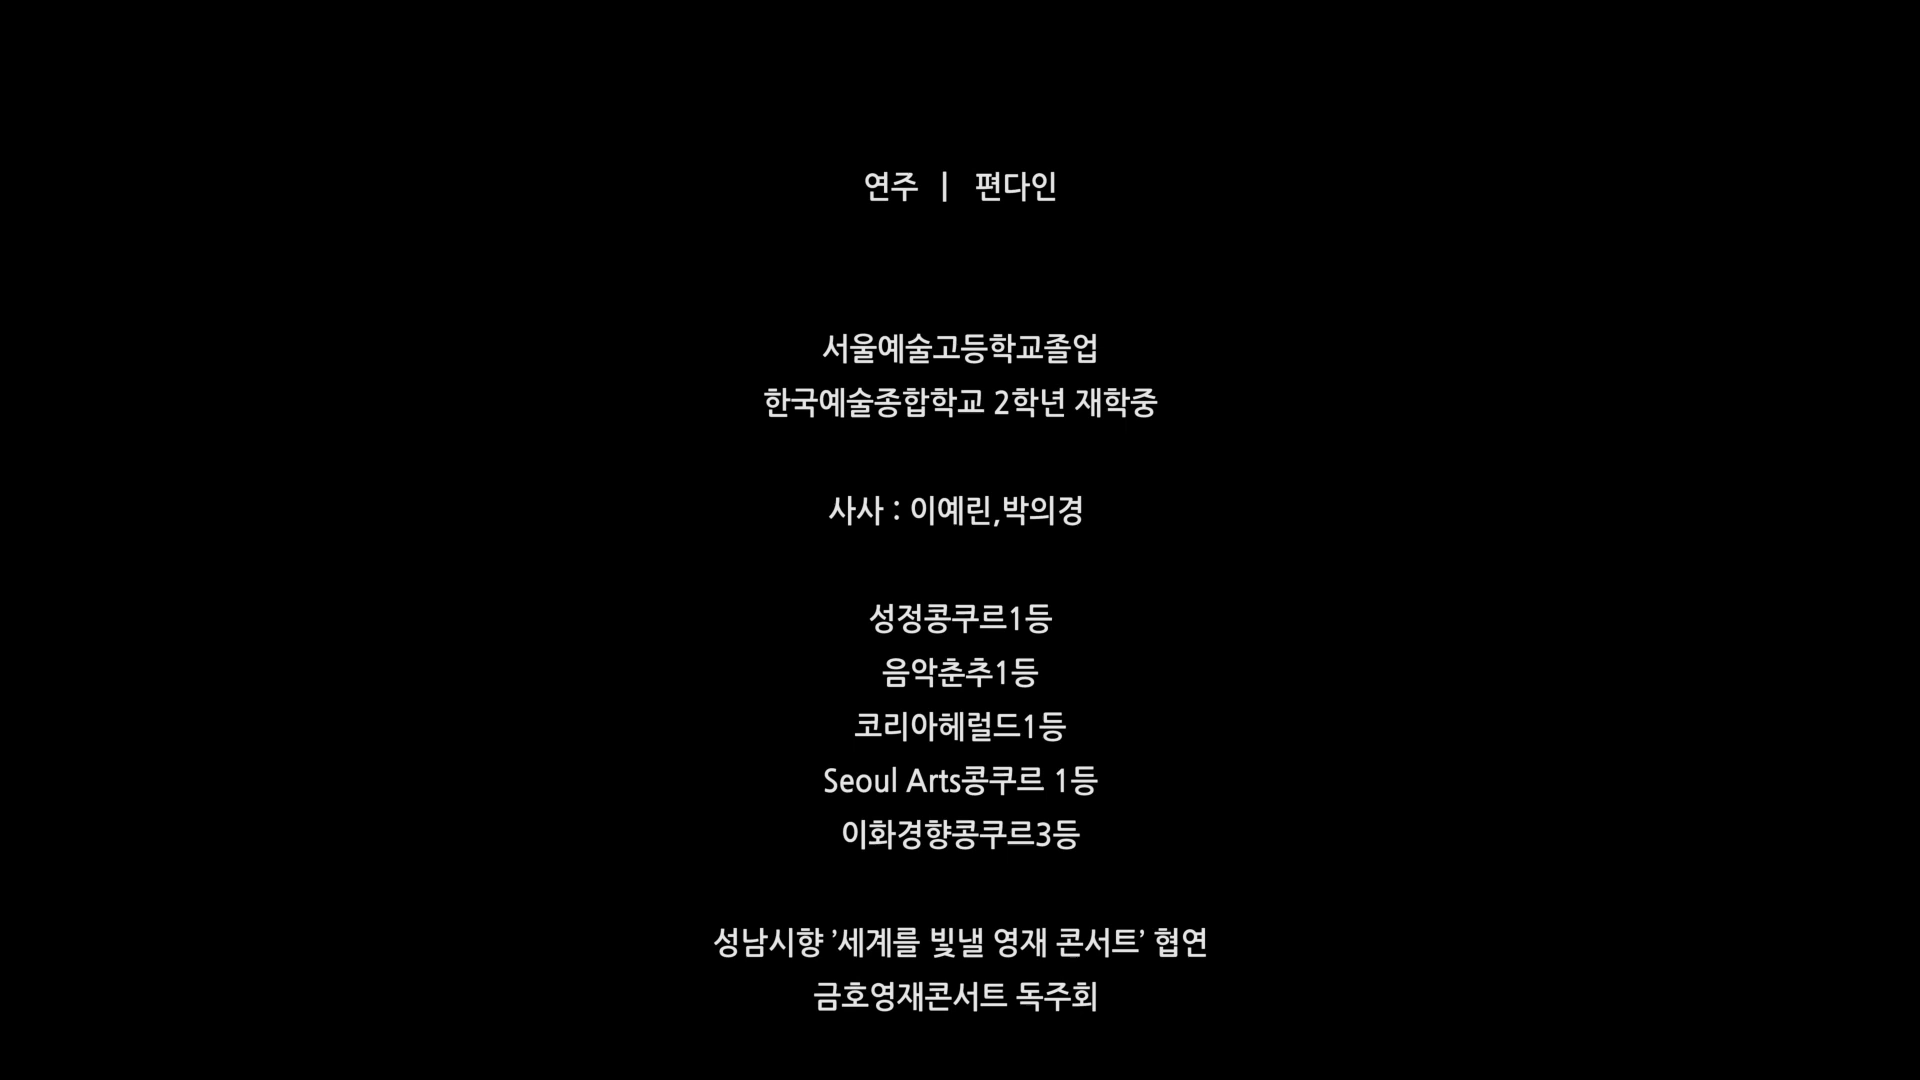 연주 | 편다인
서울예술고등학교졸업
한국예술종합학교 2학년 재학중
사사 : 이예린,박의경
성정콩쿠르1등
음악춘추1등
코리아헤럴드1등
Seoul Arts콩쿠르 1등
이화경향콩쿠르3등
성남시향 ’세계를 빛낼 영재 콘서트’ 협연
금호영재콘서트 독주회